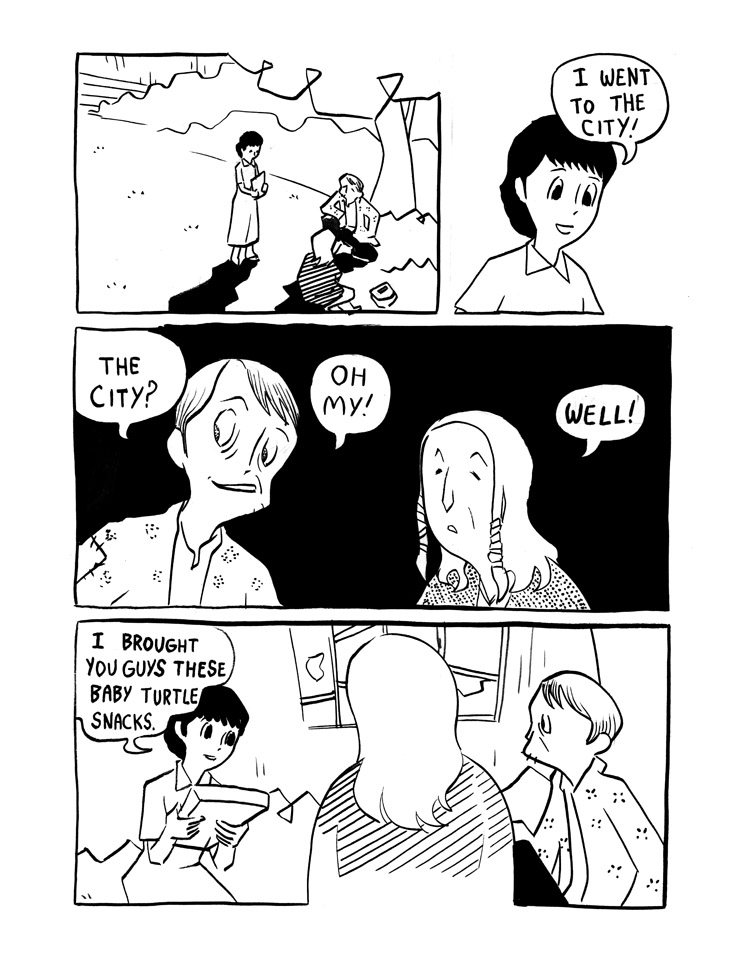 I WENT
TO THE
CITY!
THE
CITY?
OH
MY!
WELL!
I BROUGHT
YOU GUYS THESE
BABY TURTLE
SNACKS.